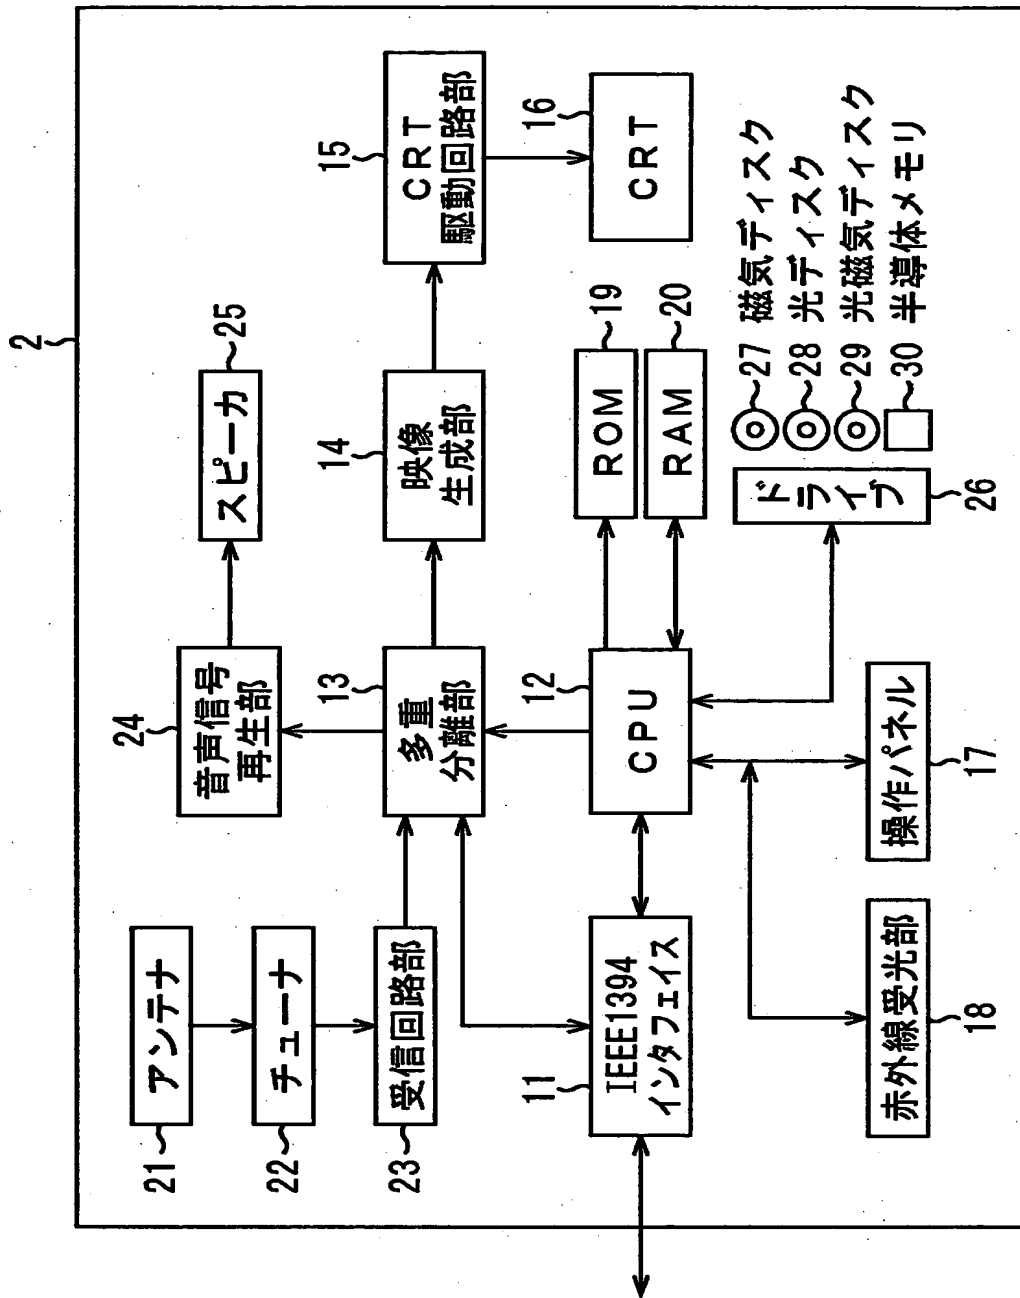 2
21
アンテナ
24
音声信号
再生部
25
スピーカ
22
チューナ
23
受信回路部
13
多重
分離部
14
映像
生成部
15
CRT
駆動回路部
11
IEEE1394
インタフェイス
12
CPU
19
ROM
20
RAM
16
CRT
27 磁気ディスク
28 光ディスク
29 光磁気ディスク
30 半導体メモリ
ドライブ
26
赤外線受光部
18
操作パネル
17